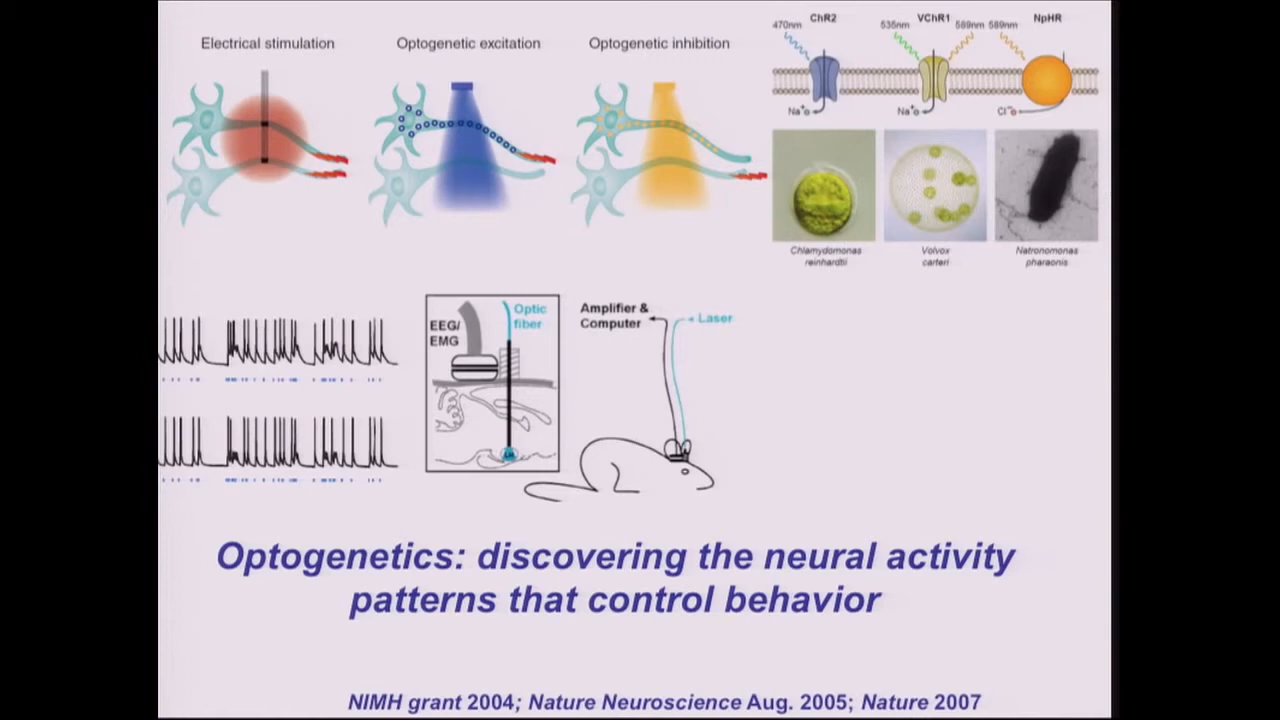 Electrical stimulation
Optogenetic excitation
Optogenetic inhibition
ChR2
VChR1
NpHR
470nm
535nm
589nm
589nm
Na+
Na+
Cl-
Chlamydomonas
reinhardtii
Volvox
carteri
Natronomonas
pharaonis
EEG/
EMG
Optic
fiber
LH
Amplifier &
Computer
Laser
Optogenetics: discovering the neural activity
patterns that control behavior
NIMH grant 2004; Nature Neuroscience Aug. 2005; Nature 2007